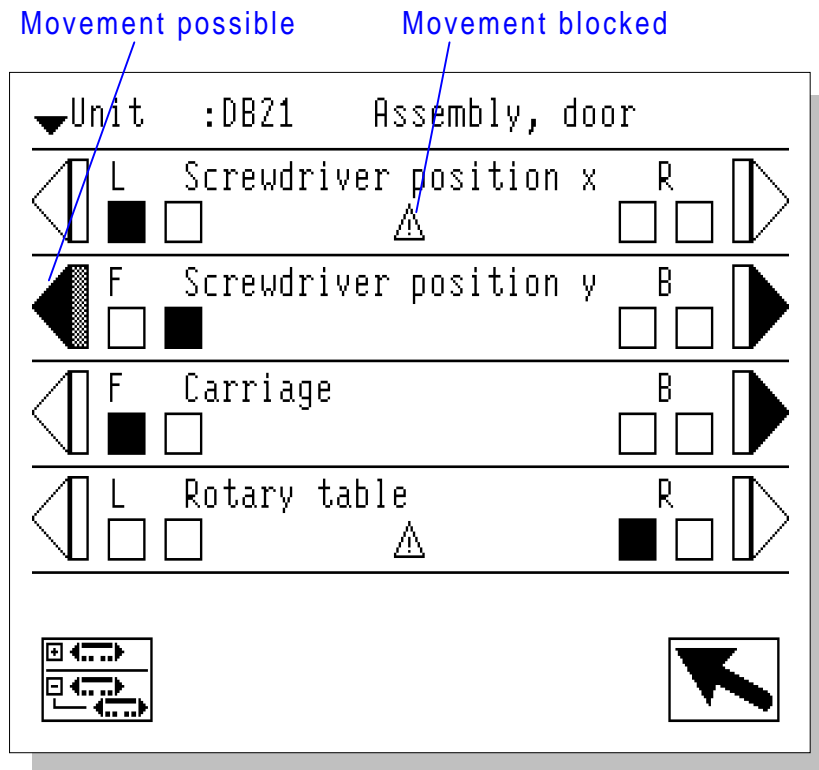 Movement possible Movement blocked
Unit :DB21 Assembly, door
L Screwdriver position x R
F Screwdriver position y B
F Carriage B
L Rotary table R